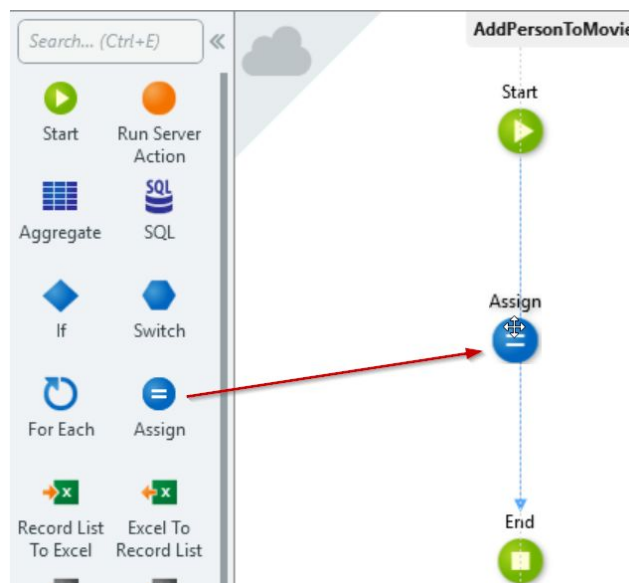 Search... (Ctrl+E)
Start
Run Server
Action
Aggregate
SQL
SQL
If
Switch
For Each
Assign
Record List
To Excel
Excel To
Record List
AddPersonToMovie
Start
Assign
End